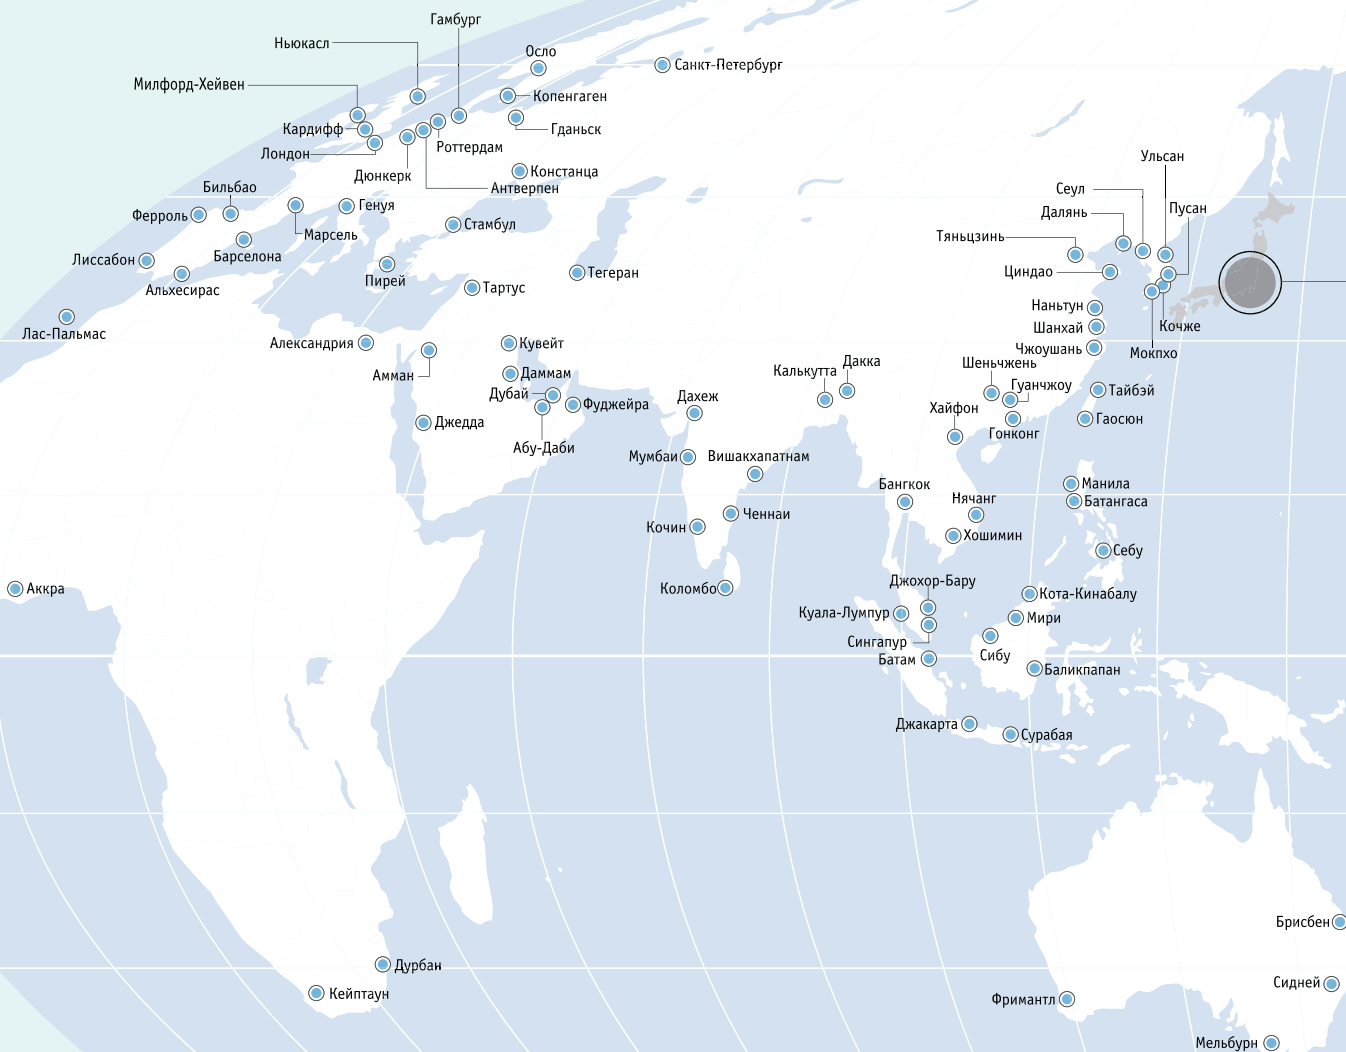 Гамбург
Ньюкасл
Осло
Санкт-Петербург
Милфорд-Хейвен
Копенгаген
Кардифф
Гданьск
Роттердам
Лондон
Ульсан
Дюнкерк
Констанца
Антверпен
Бильбао
Сеул
Генуя
Пусан
Ферроль
Далянь
Стамбул
Марсель
Тяньцзинь
Барселона
Лиссабон
Циндао
Тегеран
Пирей
Альхесирас
Тартус
Наньтун
Лас-Пальмас
Шанхай
Кочже
Александрия
Кувейт
Чжоушань
Мокпхо
Дакка
Шеньчжень
Калькутта
Амман
Даммам
Гуанчжоу
Дубай
Тайбэй
Дахеж
Фуджейра
Хайфон
Джедда
Гаосюн
Гонконг
Абу-Даби
Мумбаи
Вишакхапатнам
Бангкок
Манила
Нячанг
Батангаса
Ченнаи
Кочин
Хошимин
Себу
Джохор-Бару
Аккра
Коломбо
Кота-Кинабалу
Куала-Лумпур
Мири
Сингапур
Сибу
Батам
Баликпапан
Джакарта
Сурабая
Брисбен
Дурбан
Сидней
Кейптаун
Фримантл
Мельбурн